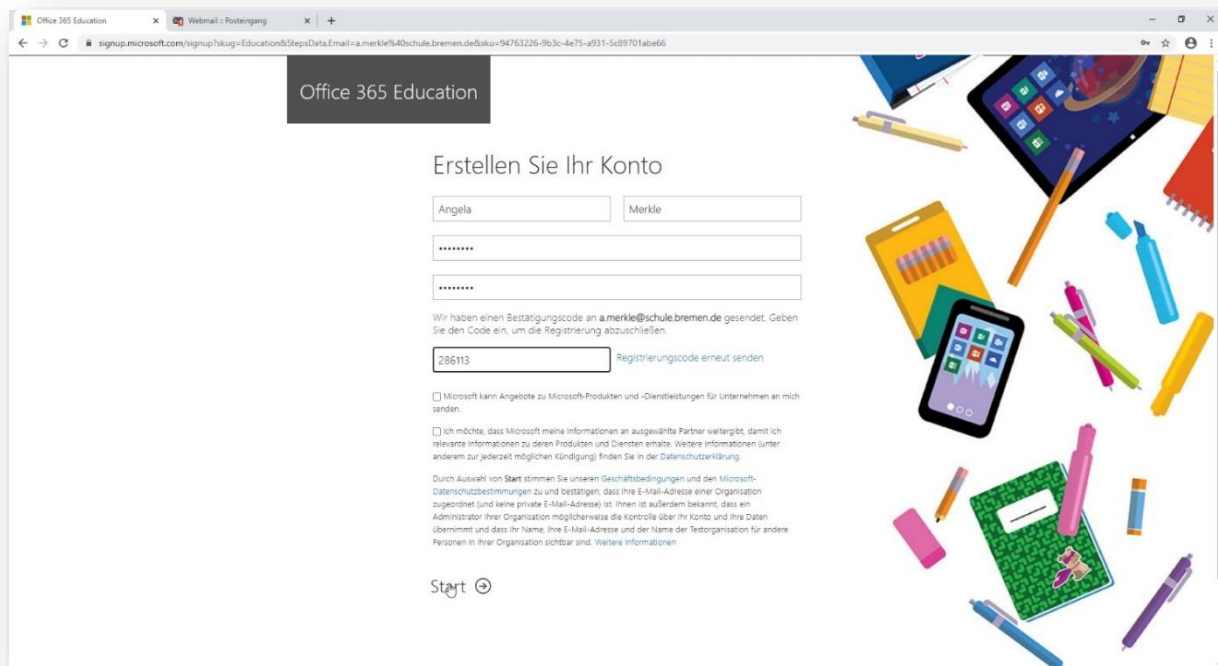 Office 365 Education
Webmail :: Posteingang
signup.microsoft.com/signup?skug=Education&StepsData.Email=a.merkle%40schule.bremen.de&sku=94763226-9b3c-4e75-a931-5c89701abe66
Office 365 Education
Erstellen Sie Ihr Konto
Angela Merkle
••••••••
••••••••
Wir haben einen Bestätigungscode an a.merkle@schule.bremen.de gesendet. Geben
Sie den Code ein, um die Registrierung abzuschließen.
286113 Registrierungscode erneut senden
Microsoft kann Angebote zu Microsoft-Produkten und -Dienstleistungen für Unternehmen an mich
senden.
Ich möchte, dass Microsoft meine Informationen an ausgewählte Partner weitergibt, damit ich
relevante Informationen zu deren Produkten und Diensten erhalte. Weitere Informationen (unter
anderem zur jederzeit möglichen Kündigung) finden Sie in der Datenschutzerklärung.
Durch Auswahl von Start stimmen Sie unseren Geschäftsbedingungen und den Microsoft-
Datenschutzbestimmungen zu und bestätigen, dass Ihre E-Mail-Adresse einer Organisation
zugeordnet (und keine private E-Mail-Adresse) ist. Ihnen ist außerdem bekannt, dass ein
Administrator Ihrer Organisation möglicherweise die Kontrolle über Ihr Konto und Ihre Daten
übernimmt und dass Ihr Name, Ihre E-Mail-Adresse und der Name der Testorganisation für andere
Personen in Ihrer Organisation sichtbar sind. Weitere Informationen
Start